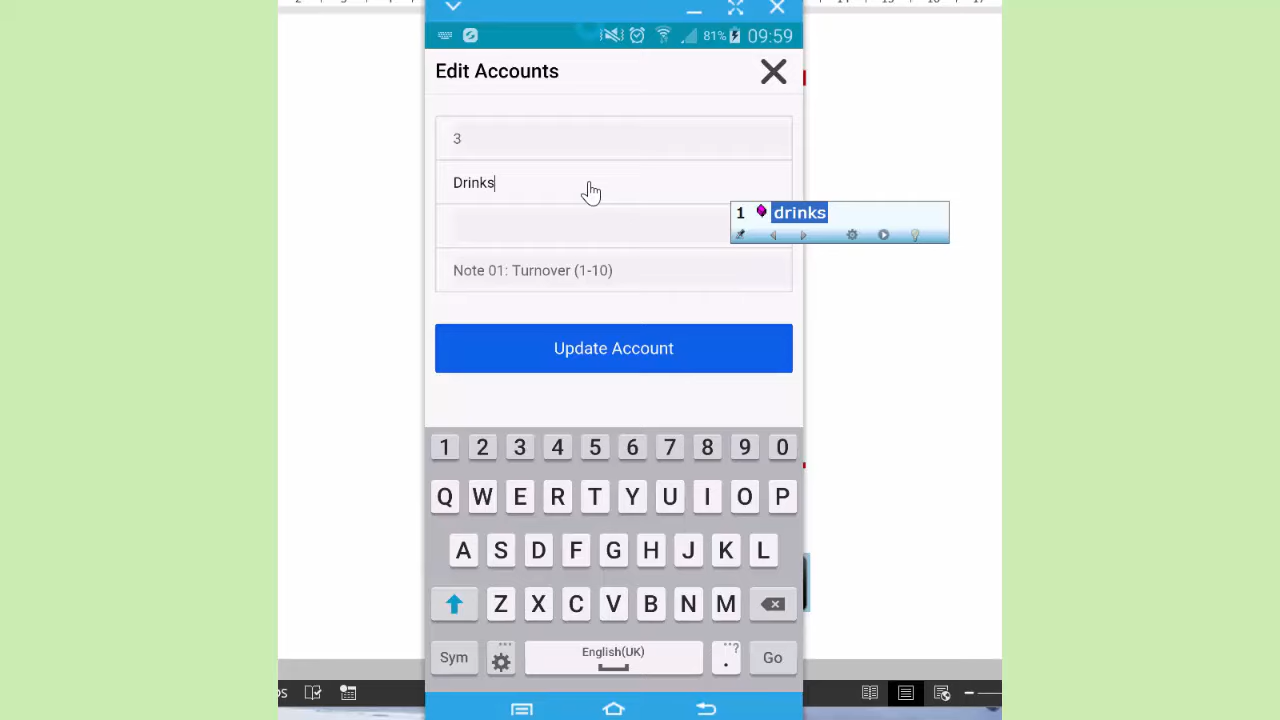 81% 09:59
Edit Accounts
3
Drinks
1 drinks
Note 01: Turnover (1-10)
Update Account
1 2 3 4 5 6 7 8 9 0
Q W E R T Y U I O P
A S D F G H J K L
Z X C V B N M
Sym English(UK) . ? Go